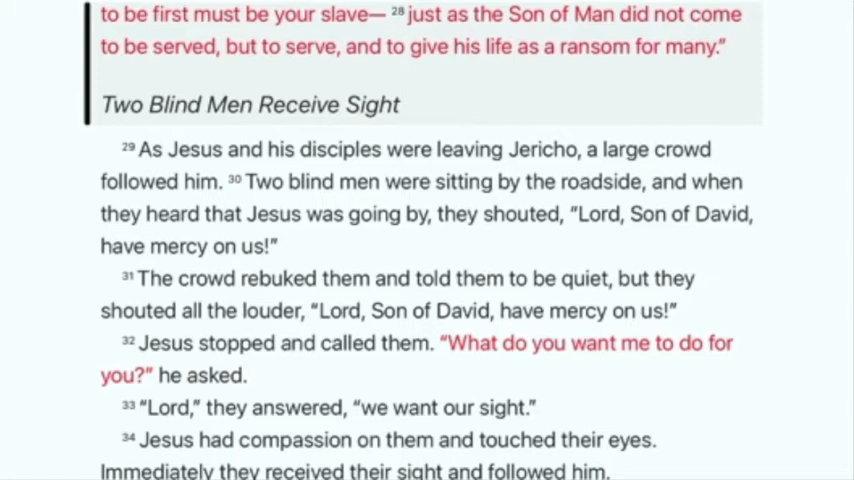 to be first must be your slave— 28 just as the Son of Man did not come
to be served, but to serve, and to give his life as a ransom for many.”
Two Blind Men Receive Sight
29 As Jesus and his disciples were leaving Jericho, a large crowd
followed him. 30 Two blind men were sitting by the roadside, and when
they heard that Jesus was going by, they shouted, “Lord, Son of David,
have mercy on us!”
31 The crowd rebuked them and told them to be quiet, but they
shouted all the louder, “Lord, Son of David, have mercy on us!”
32 Jesus stopped and called them. “What do you want me to do for
you?” he asked.
33 “Lord,” they answered, “we want our sight.”
34 Jesus had compassion on them and touched their eyes.
Immediately they received their sight and followed him.